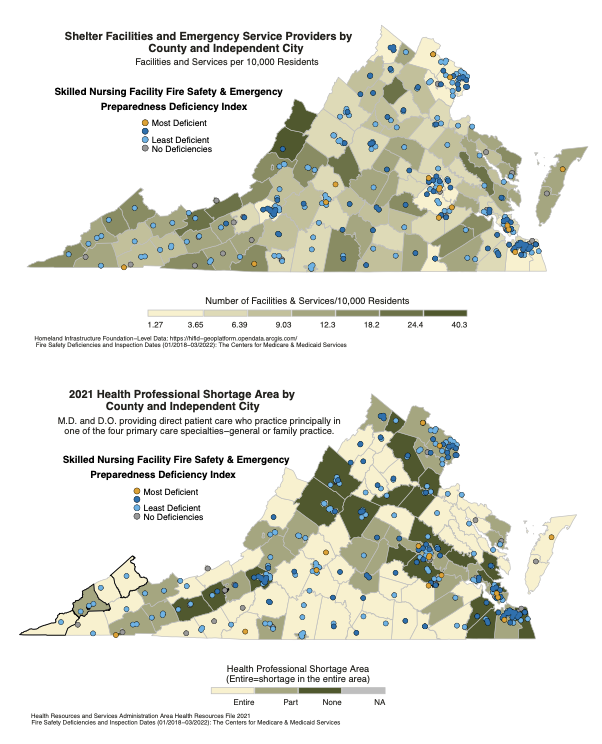 Shelter Facilities and Emergency Service Providers by
County and Independent City
Facilities and Services per 10,000 Residents
Skilled Nursing Facility Fire Safety & Emergency
Preparedness Deficiency Index
Most Deficient
Least Deficient
No Deficiencies
Number of Facilities & Services/10,000 Residents
1.27 3.65 6.39 9.03 12.3 18.2 24.4 40.3
Homeland Infrastructure Foundation–Level Data: https://hifld–geoplatform.opendata.arcgis.com/
Fire Safety Deficiencies and Inspection Dates (01/2018–03/2022): The Centers for Medicare & Medicaid Services
2021 Health Professional Shortage Area by
County and Independent City
M.D. and D.O. providing direct patient care who practice principally in
one of the four primary care specialties–general or family practice.
Skilled Nursing Facility Fire Safety & Emergency
Preparedness Deficiency Index
Most Deficient
Least Deficient
No Deficiencies
Health Professional Shortage Area
(Entire=shortage in the entire area)
Entire Part None NA
Health Resources and Services Administration Area Health Resources File 2021
Fire Safety Deficiencies and Inspection Dates (01/2018–03/2022): The Centers for Medicare & Medicaid Services